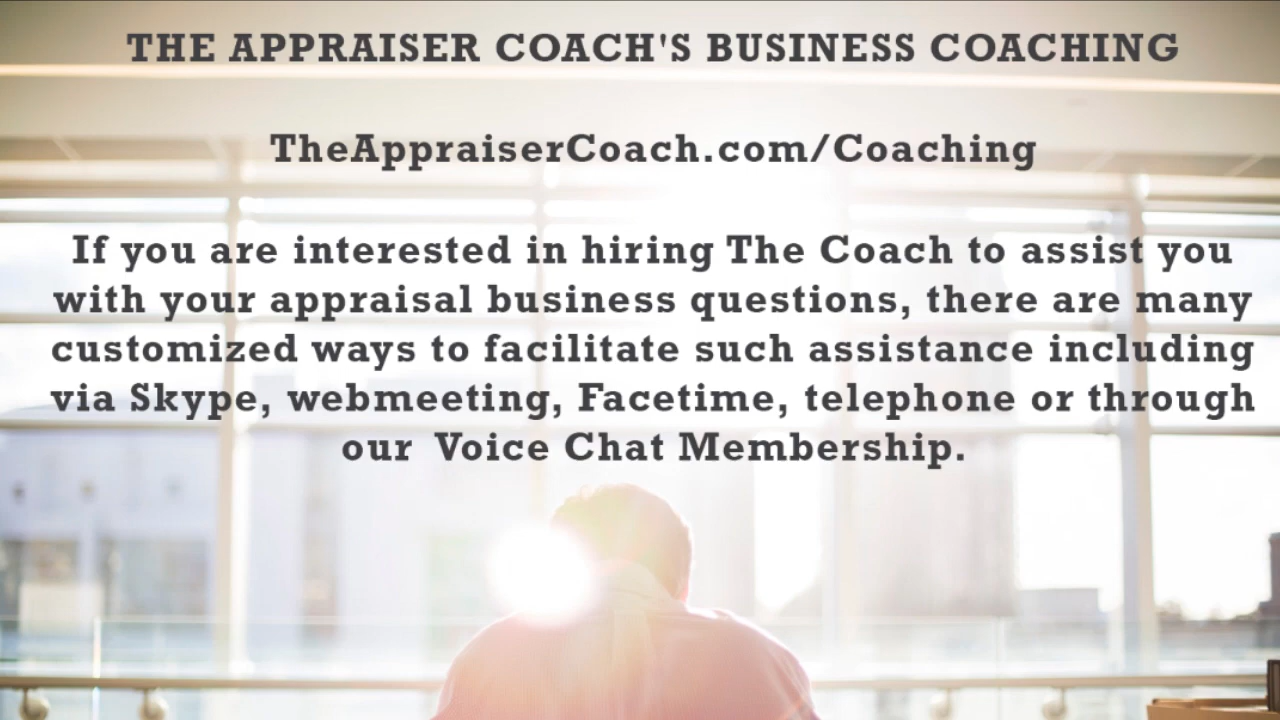 THE APPRAISER COACH'S BUSINESS COACHING
TheAppraiserCoach.com/Coaching
If you are interested in hiring The Coach to assist you
with your appraisal business questions, there are many
customized ways to facilitate such assistance including
via Skype, webmeeting, Facetime, telephone or through
our  Voice Chat Membership.